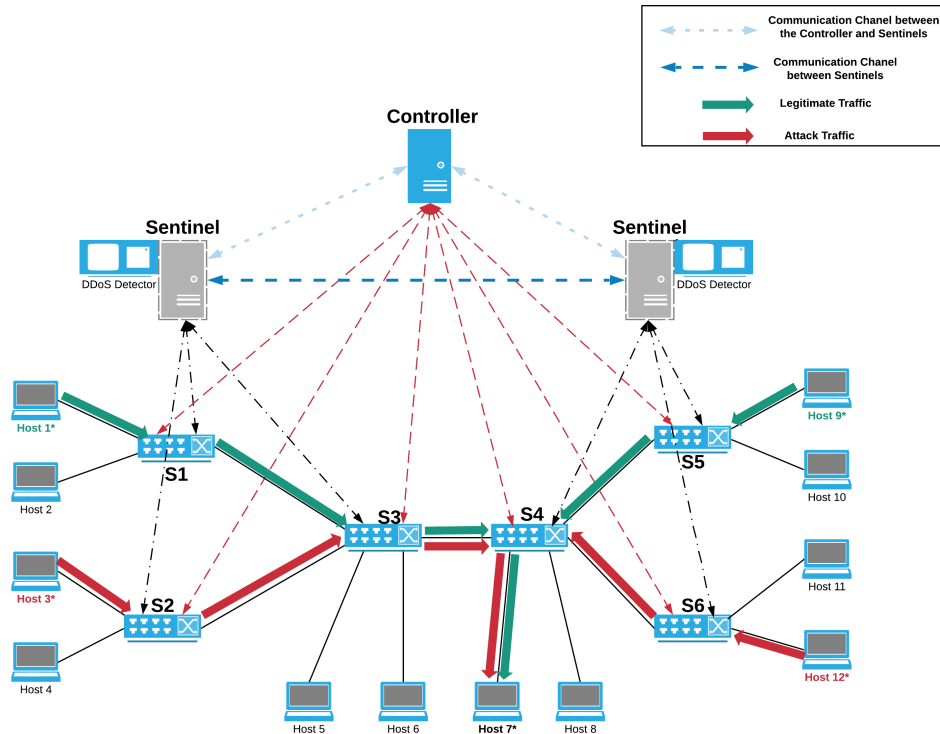 Communication Chanel between
the Controller and Sentinels
Communication Chanel
between Sentinels
Legitimate Traffic
Attack Traffic
Controller
Sentinel
Sentinel
DDoS Detector
DDoS Detector
Host 1*
Host 9*
S1
S5
Host 2
Host 10
S3
S4
Host 3*
Host 11
S2
S6
Host 4
Host 12*
Host 5
Host 6
Host 7*
Host 8